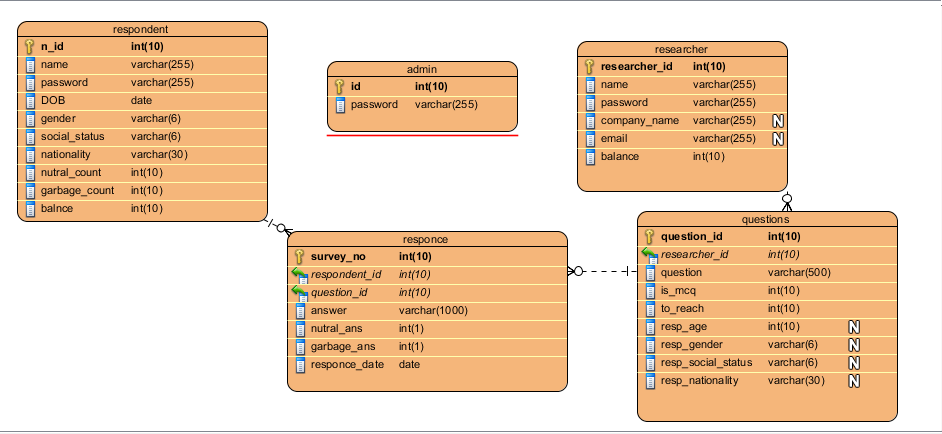 respondent
n_id int(10)
name varchar(255)
password varchar(255)
DOB date
gender varchar(6)
social_status varchar(6)
nationality varchar(30)
nutral_count int(10)
garbage_count int(10)
balnce int(10)
admin
id int(10)
password varchar(255)
researcher
researcher_id int(10)
name varchar(255)
password varchar(255)
company_name varchar(255) N
email varchar(255) N
balance int(10)
responce
survey_no int(10)
respondent_id int(10)
question_id int(10)
answer varchar(1000)
nutral_ans int(1)
garbage_ans int(1)
responce_date date
questions
question_id int(10)
researcher_id int(10)
question varchar(500)
is_mcq int(10)
to_reach int(10)
resp_age int(10) N
resp_gender varchar(6) N
resp_social_status varchar(6) N
resp_nationality varchar(30) N